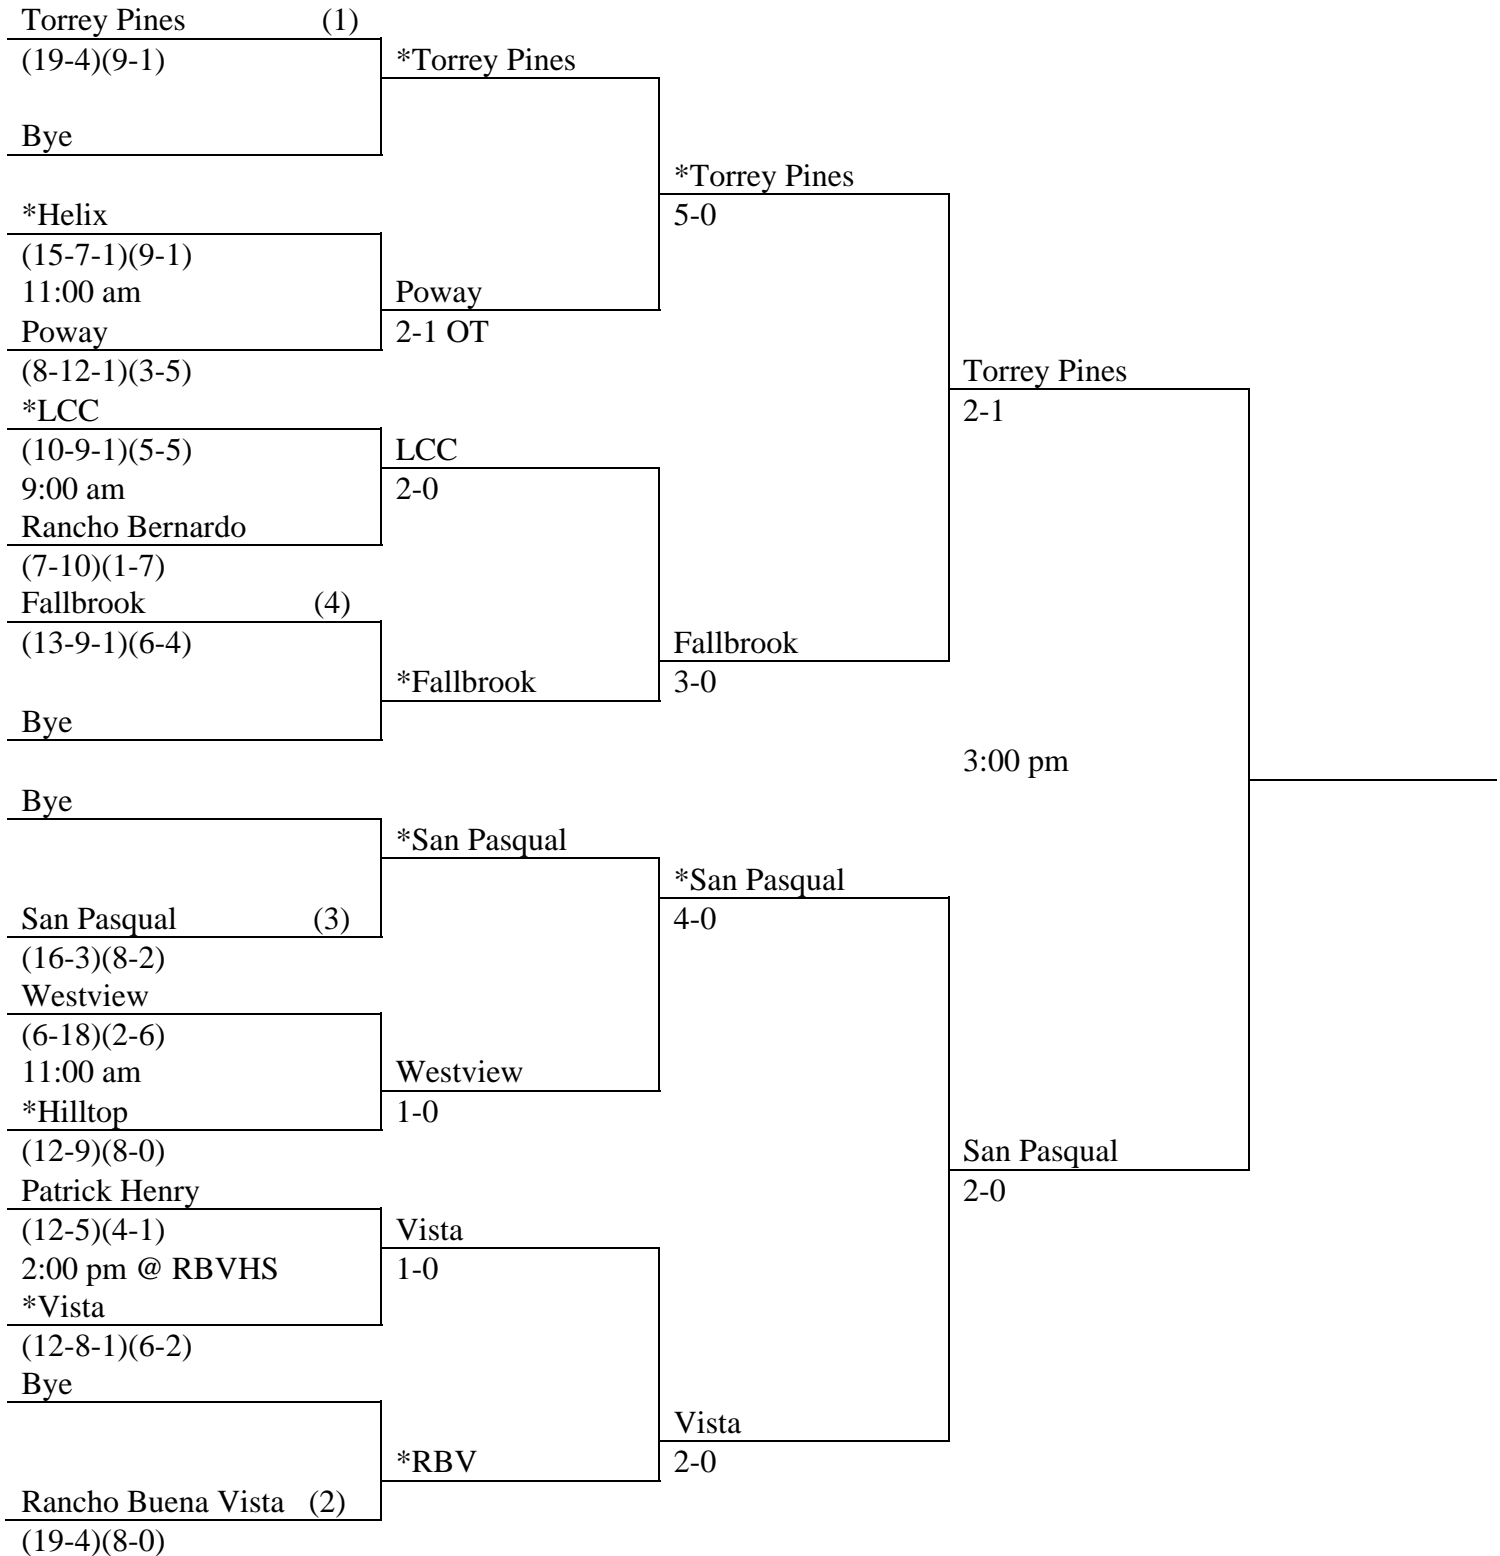 Torrey Pines (1)
(19-4)(9-1)
Bye
*Helix
(15-7-1)(9-1)
11:00 am
Poway
(8-12-1)(3-5)
*LCC
(10-9-1)(5-5)
9:00 am
Rancho Bernardo
(7-10)(1-7)
Fallbrook (4)
(13-9-1)(6-4)
Bye
Bye
San Pasqual (3)
(16-3)(8-2)
Westview
(6-18)(2-6)
11:00 am
*Hilltop
(12-9)(8-0)
Patrick Henry
(12-5)(4-1)
2:00 pm @ RBVHS
*Vista
(12-8-1)(6-2)
Bye
Rancho Buena Vista (2)
(19-4)(8-0)
*Torrey Pines
Poway
2-1 OT
LCC
2-0
*Fallbrook
*San Pasqual
Westview
1-0
Vista
1-0
*RBV
*Torrey Pines
5-0
Fallbrook
3-0
*San Pasqual
4-0
Vista
2-0
Torrey Pines
2-1
3:00 pm
San Pasqual
2-0